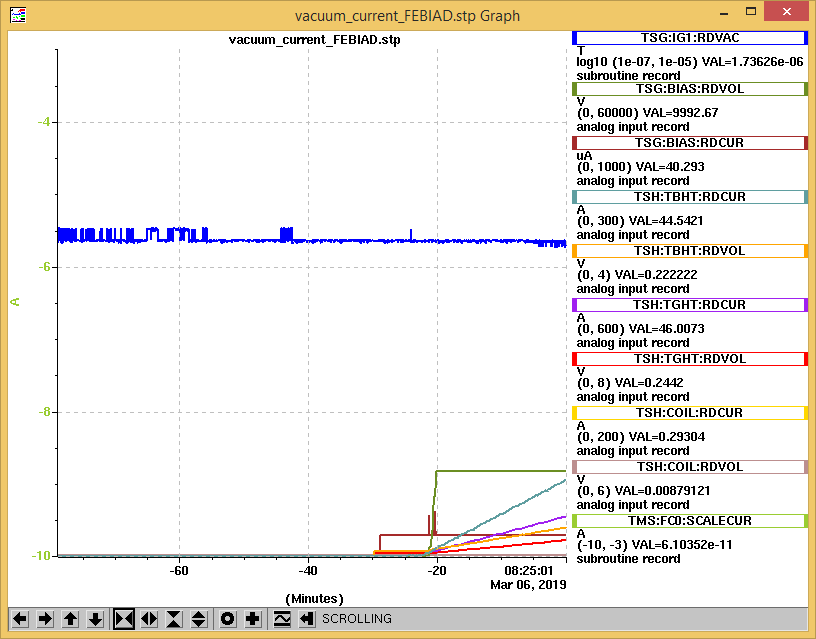 vacuum_current_FEBIAD.stp Graph
vacuum_current_FEBIAD.stp
-4
-6
A
-8
-10
-60
-40
-20
08:25:01
Mar 06, 2019
(Minutes)
TSG:IG1:RDVAC
T
log10 (1e-07, 1e-05) VAL=1.73626e-06
subroutine record
TSG:BIAS:RDVOL
V
(0, 60000) VAL=9992.67
analog input record
TSG:BIAS:RDCUR
uA
(0, 1000) VAL=40.293
analog input record
TSH:TBHT:RDCUR
A
(0, 300) VAL=44.5421
analog input record
TSH:TBHT:RDVOL
V
(0, 4) VAL=0.222222
analog input record
TSH:TGHT:RDCUR
A
(0, 600) VAL=46.0073
analog input record
TSH:TGHT:RDVOL
V
(0, 8) VAL=0.2442
analog input record
TSH:COIL:RDCUR
A
(0, 200) VAL=0.29304
analog input record
TSH:COIL:RDVOL
V
(0, 6) VAL=0.00879121
analog input record
TMS:FC0:SCALECUR
A
(-10, -3) VAL=6.10352e-11
subroutine record
SCROLLING